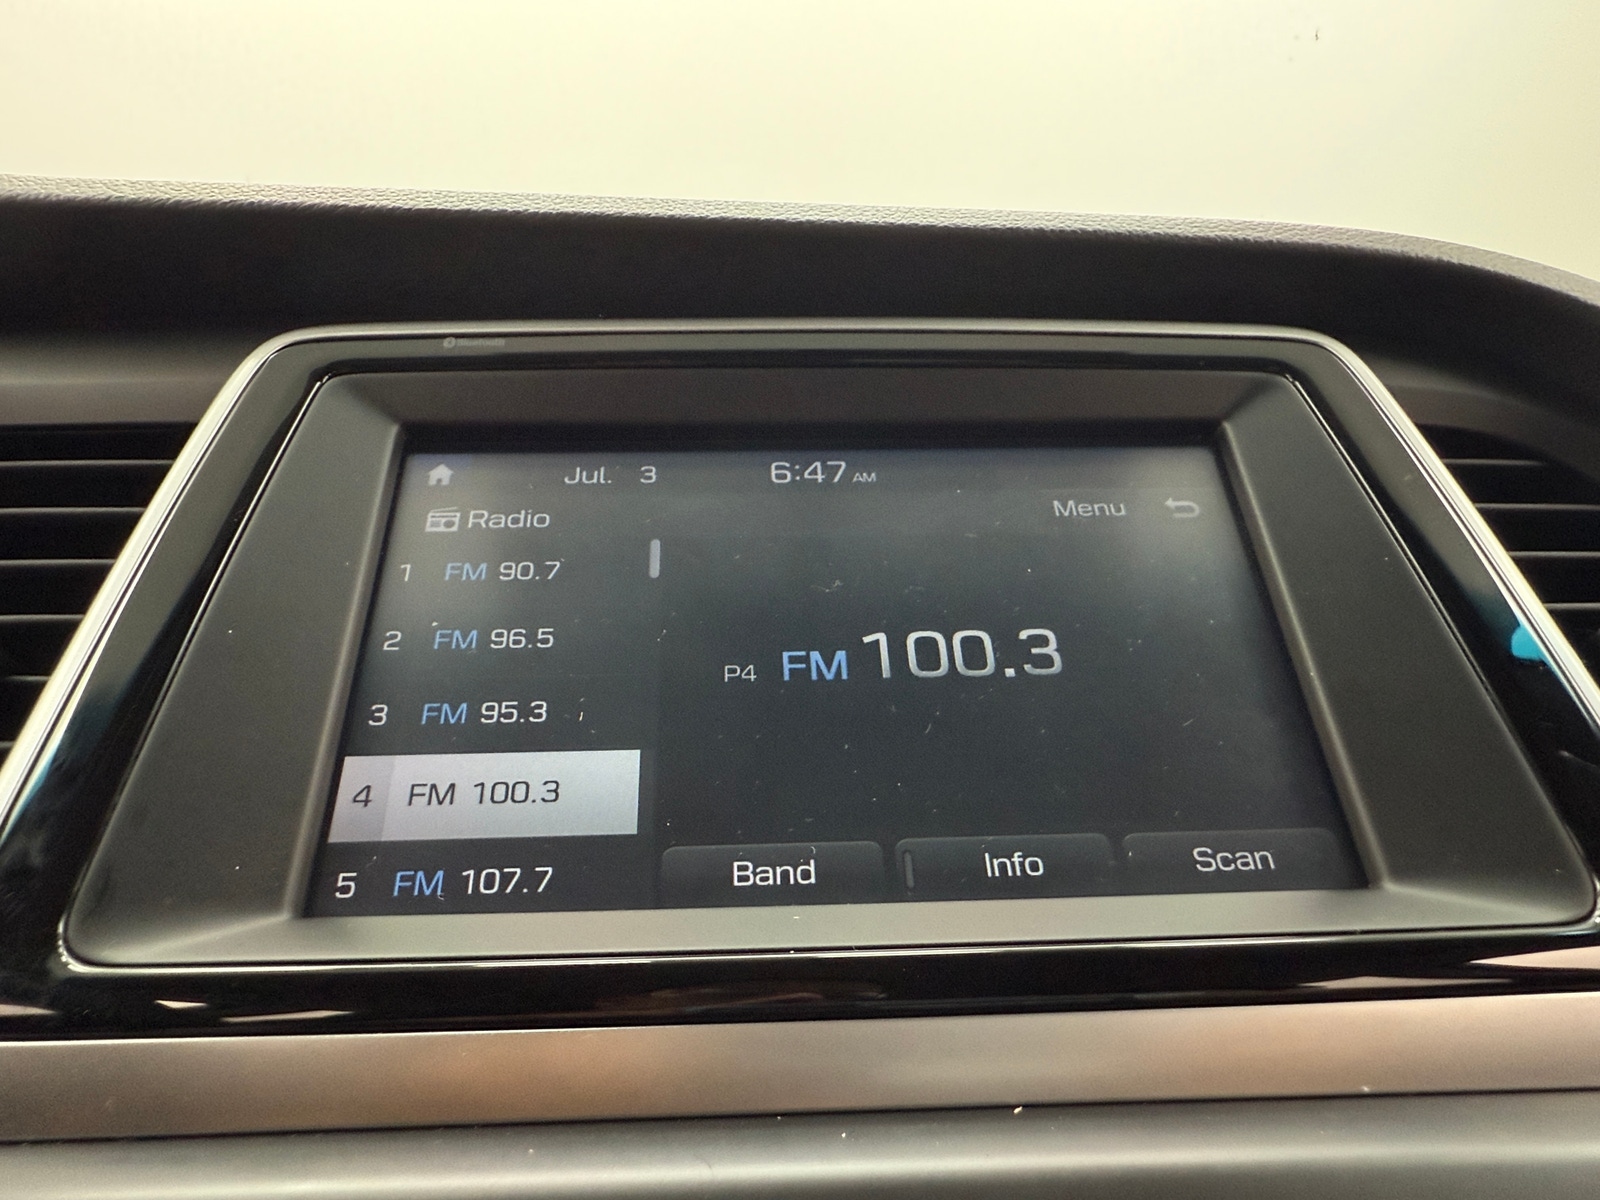 Jul. 3 6:47 AM
Radio Menu
1 FM 90.7
2 FM 96.5
3 FM 95.3
4 FM 100.3
5 FM 107.7
P4 FM 100.3
Band Info Scan